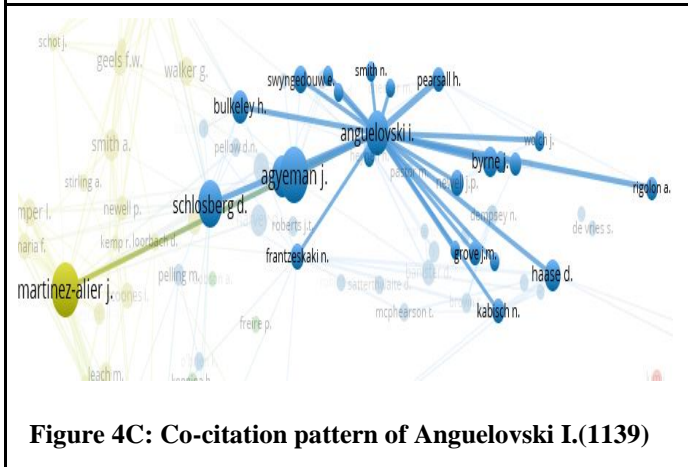 schot j.
geels f.w.
walker g.
swyngedouw e.
smith n.
pearsall h.
bulkeley h.
anguelovski i.
smith a.
pellow d.n.
wolch j.
byrne j.
stirling a.
agyeman j.
pastor m.
newell j.p.
rigolon a.
schlosberg d.
newell p.
dempsey n.
roberts j.t.
de vries s.
kemp r.
loorbach d.
frantzeskaki n.
grove j.m.
haase d.
pelling m.
martinez-alier j.
kabisch n.
mcphearson t.
freire p.
leach m.
Figure 4C: Co-citation pattern of Anguelovski I.(1139)